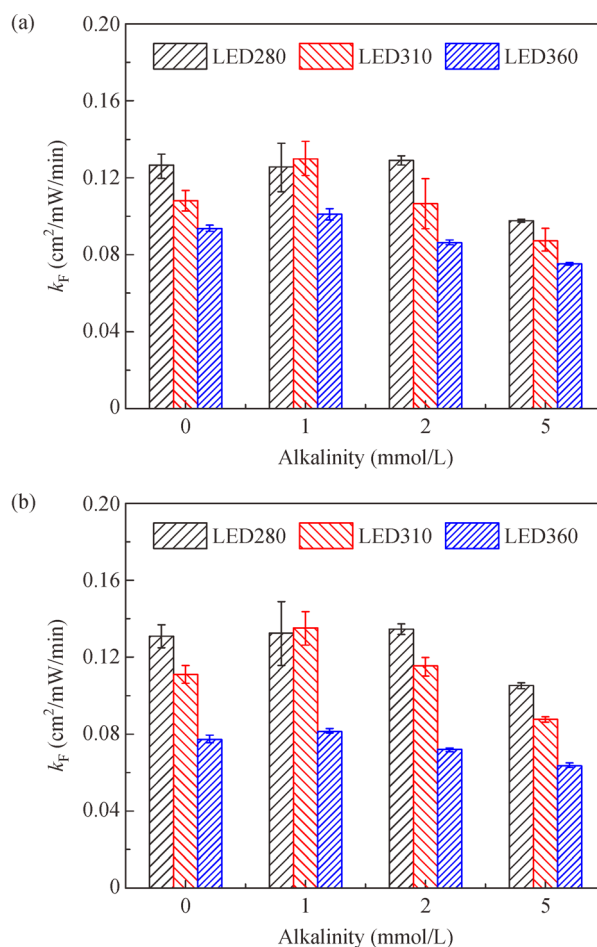 (a)
0.20
LED280 LED310 LED360
0.16
0.12
0.08
0.04
0
k_F (cm²/mW/min)
0 1 2 5
Alkalinity (mmol/L)
(b)
0.20
LED280 LED310 LED360
0.16
0.12
0.08
0.04
0
k_F (cm²/mW/min)
0 1 2 5
Alkalinity (mmol/L)